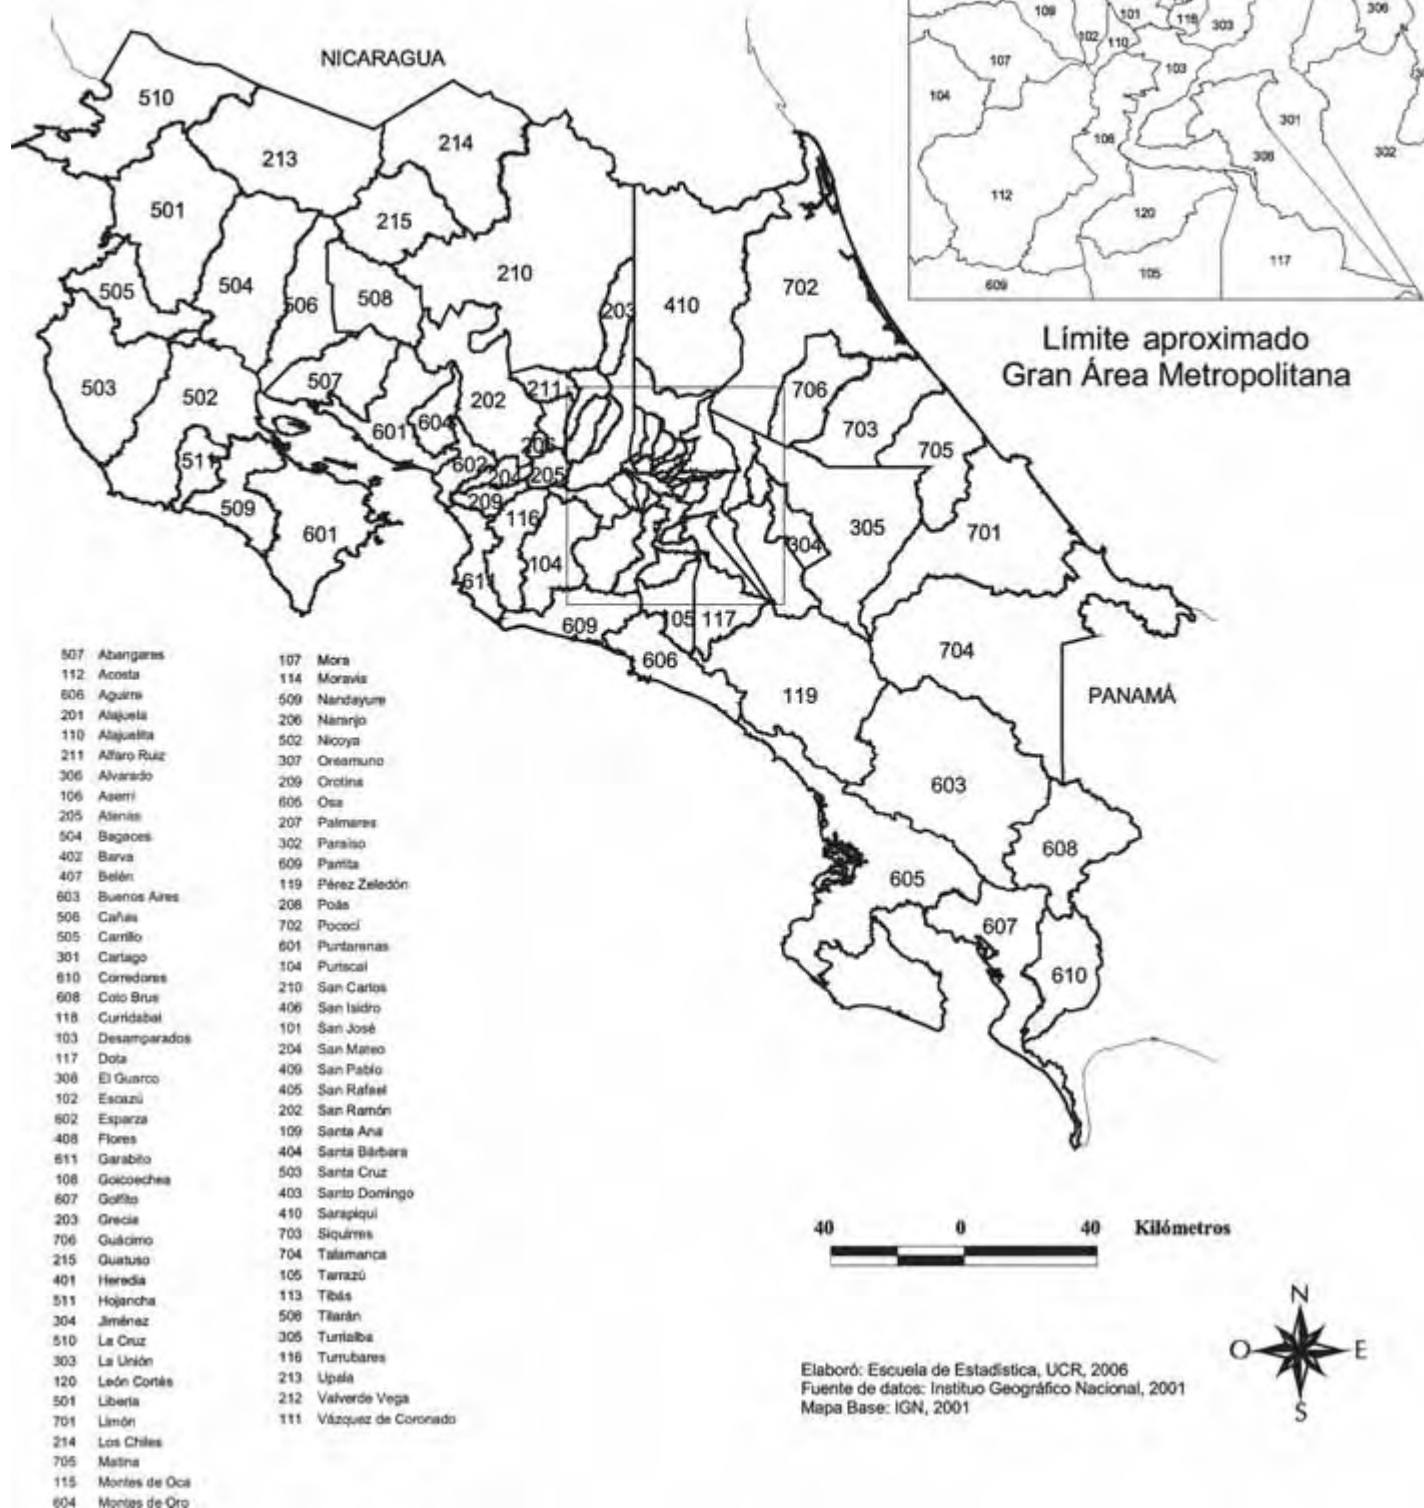 NICARAGUA
109
101
118
303
306
102
110
107
103
104
301
106
308
302
112
120
105
117
609
Límite aproximado
Gran Área Metropolitana
510
213
214
501
215
210
504
506
508
505
203
410
702
503
502
507
211
202
706
601
604
703
705
511
206
602
204
205
209
509
116
601
104
304
305
701
611
609
105
117
606
704
119
PANAMÁ
603
608
605
607
610
507 Abangares
112 Acosta
606 Aguirre
201 Alajuela
110 Alajuelita
211 Alfaro Ruiz
306 Alvarado
106 Aserrí
205 Atenas
504 Bagaces
402 Barva
407 Belén
603 Buenos Aires
506 Cañas
505 Carrillo
301 Cartago
610 Corredores
608 Coto Brus
118 Curridabat
103 Desamparados
117 Dota
308 El Guarco
102 Escazú
602 Esparza
408 Flores
611 Garabito
108 Goicoechea
607 Golfito
203 Grecia
706 Guácimo
215 Guatuso
401 Heredia
511 Hojancha
304 Jiménez
510 La Cruz
303 La Unión
120 León Cortés
501 Liberia
701 Limón
214 Los Chiles
705 Matina
115 Montes de Oca
604 Montes de Oro
107 Mora
114 Moravia
509 Nandayure
206 Naranjo
502 Nicoya
307 Oreamuno
209 Orotina
605 Osa
207 Palmares
302 Paraíso
609 Parrita
119 Pérez Zeledón
208 Poás
702 Pococí
601 Puntarenas
104 Puriscal
210 San Carlos
406 San Isidro
101 San José
204 San Mateo
409 San Pablo
405 San Rafael
202 San Ramón
109 Santa Ana
404 Santa Bárbara
503 Santa Cruz
403 Santo Domingo
410 Sarapiquí
703 Siquirres
704 Talamanca
105 Tarrazú
113 Tibás
508 Tilarán
305 Turrialba
116 Turrubares
213 Upala
212 Valverde Vega
111 Vázquez de Coronado
40 0 40 Kilómetros
N
O E
S
Elaboró: Escuela de Estadística, UCR, 2006
Fuente de datos: Instituo Geográfico Nacional, 2001
Mapa Base: IGN, 2001